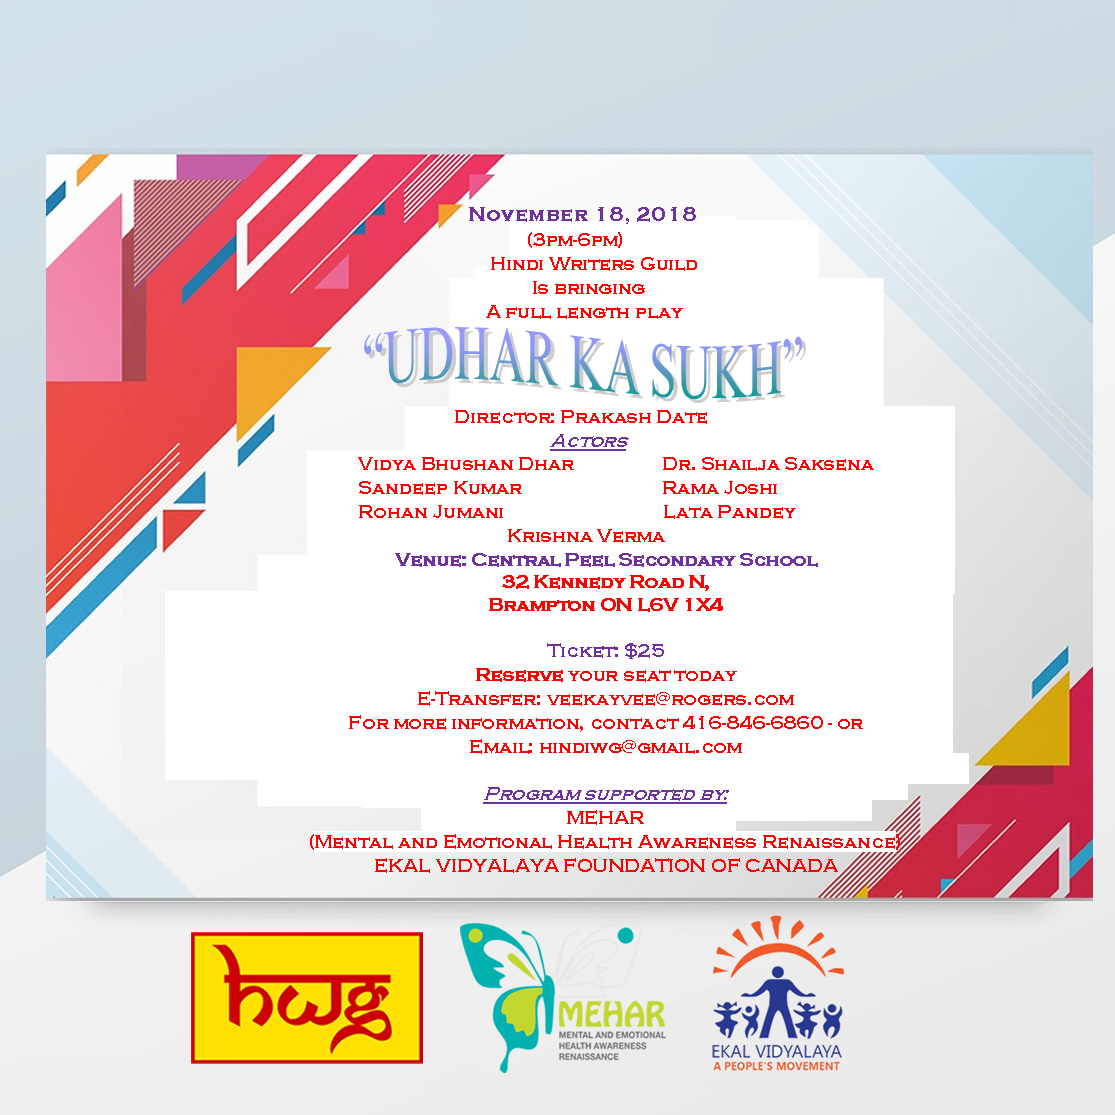 November 18, 2018
(3pm-6pm)
Hindi Writers Guild
Is bringing
A full length play
“UDHAR KA SUKH”
Director: Prakash Date
Actors
Vidya Bhushan Dhar Dr. Shailja Saksena
Sandeep Kumar Rama Joshi
Rohan Jumani Lata Pandey
Krishna Verma
Venue: Central Peel Secondary School
32 Kennedy Road N,
Brampton ON L6V 1X4
Ticket: $25
Reserve your seat today
E-Transfer: veekayvee@rogers.com
For more information, contact 416-846-6860 - or
Email: hindiwg@gmail.com
Program supported by:
MEHAR
(Mental and Emotional Health Awareness Renaissance)
EKAL VIDYALAYA FOUNDATION OF CANADA
hwg
MEHAR
MENTAL AND EMOTIONAL
HEALTH AWARENESS
RENAISSANCE
EKAL VIDYALAYA
A PEOPLE'S MOVEMENT